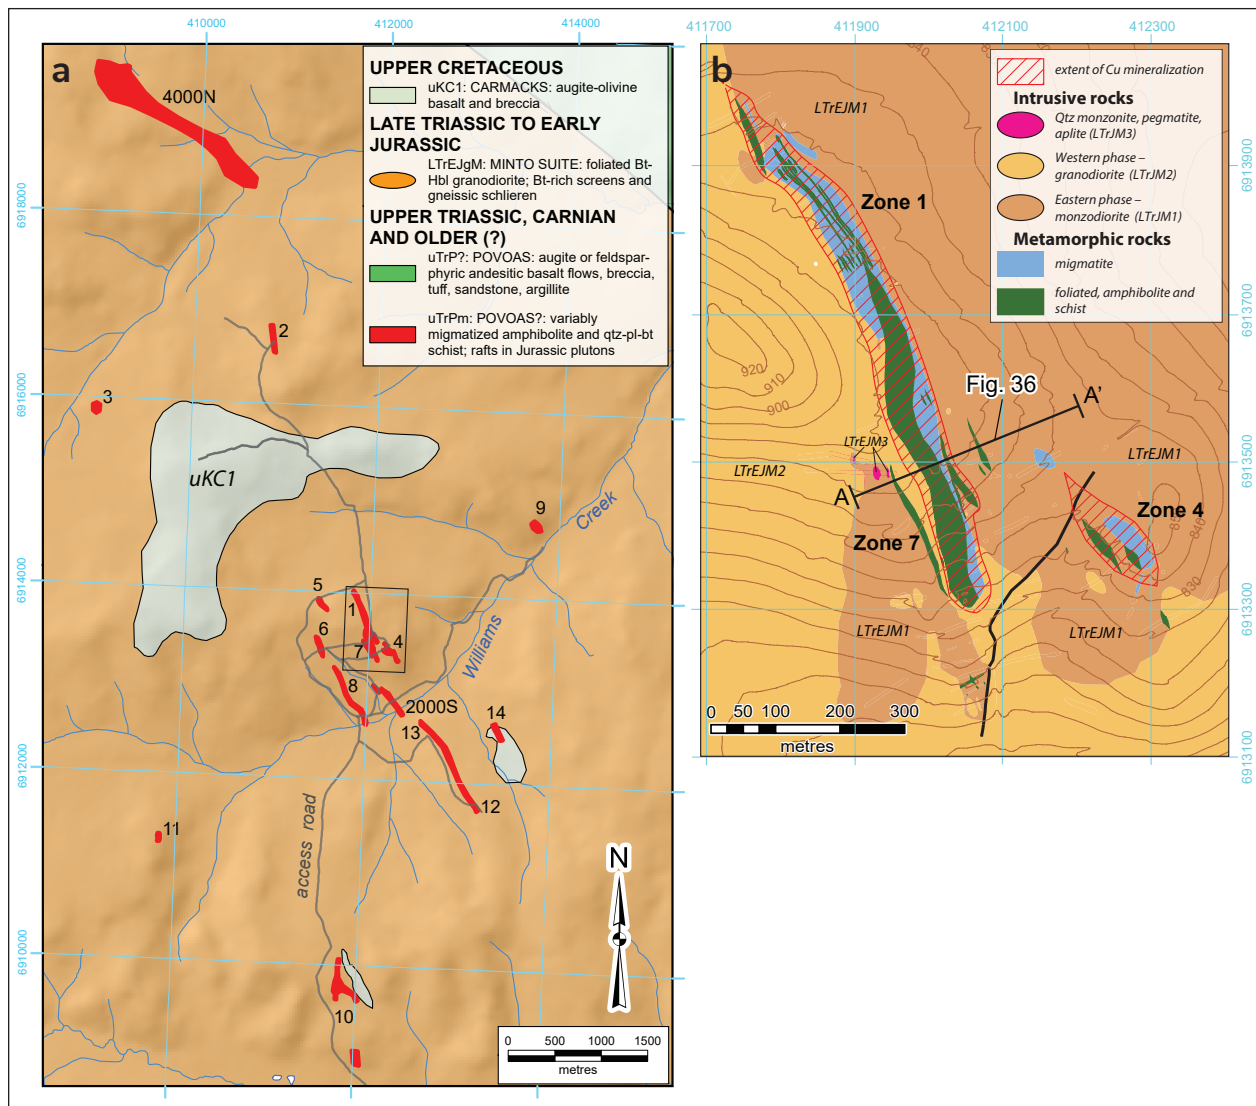 410000
412000
414000
a
4000N
UPPER CRETACEOUS
uKC1: CARMACKS: augite-olivine
basalt and breccia
LATE TRIASSIC TO EARLY
JURASSIC
LTrEJgM: MINTO SUITE: foliated Bt-
Hbl granodiorite; Bt-rich screens and
gneissic schlieren
UPPER TRIASSIC, CARNIAN
AND OLDER (?)
uTrP?: POVOAS: augite or feldspar-
phyric andesitic basalt flows, breccia,
tuff, sandstone, argillite
uTrPm: POVOAS?: variably
migmatized amphibolite and qtz-pl-bt
schist; rafts in Jurassic plutons
6918000
6916000
6914000
6912000
6910000
2
3
uKC1
9
Williams
Creek
5
1
6
7
4
8
2000S
13
14
12
11
access road
10
N
0 500 1000 1500
metres
411700
411900
412100
412300
b
LTrEJM1
Zone 1
extent of Cu mineralization
Intrusive rocks
Qtz monzonite, pegmatite,
aplite (LTrJM3)
Western phase –
granodiorite (LTrJM2)
Eastern phase –
monzodiorite (LTrJM1)
Metamorphic rocks
migmatite
foliated, amphibolite and
schist
6913900
6913700
6913500
6913300
6913100
840
920
910
900
Fig. 36
A'
LTrEJM3
LTrEJM2
A
LTrEJM1
Zone 4
840
830
Zone 7
LTrEJM1
LTrEJM1
0 50 100 200 300
metres